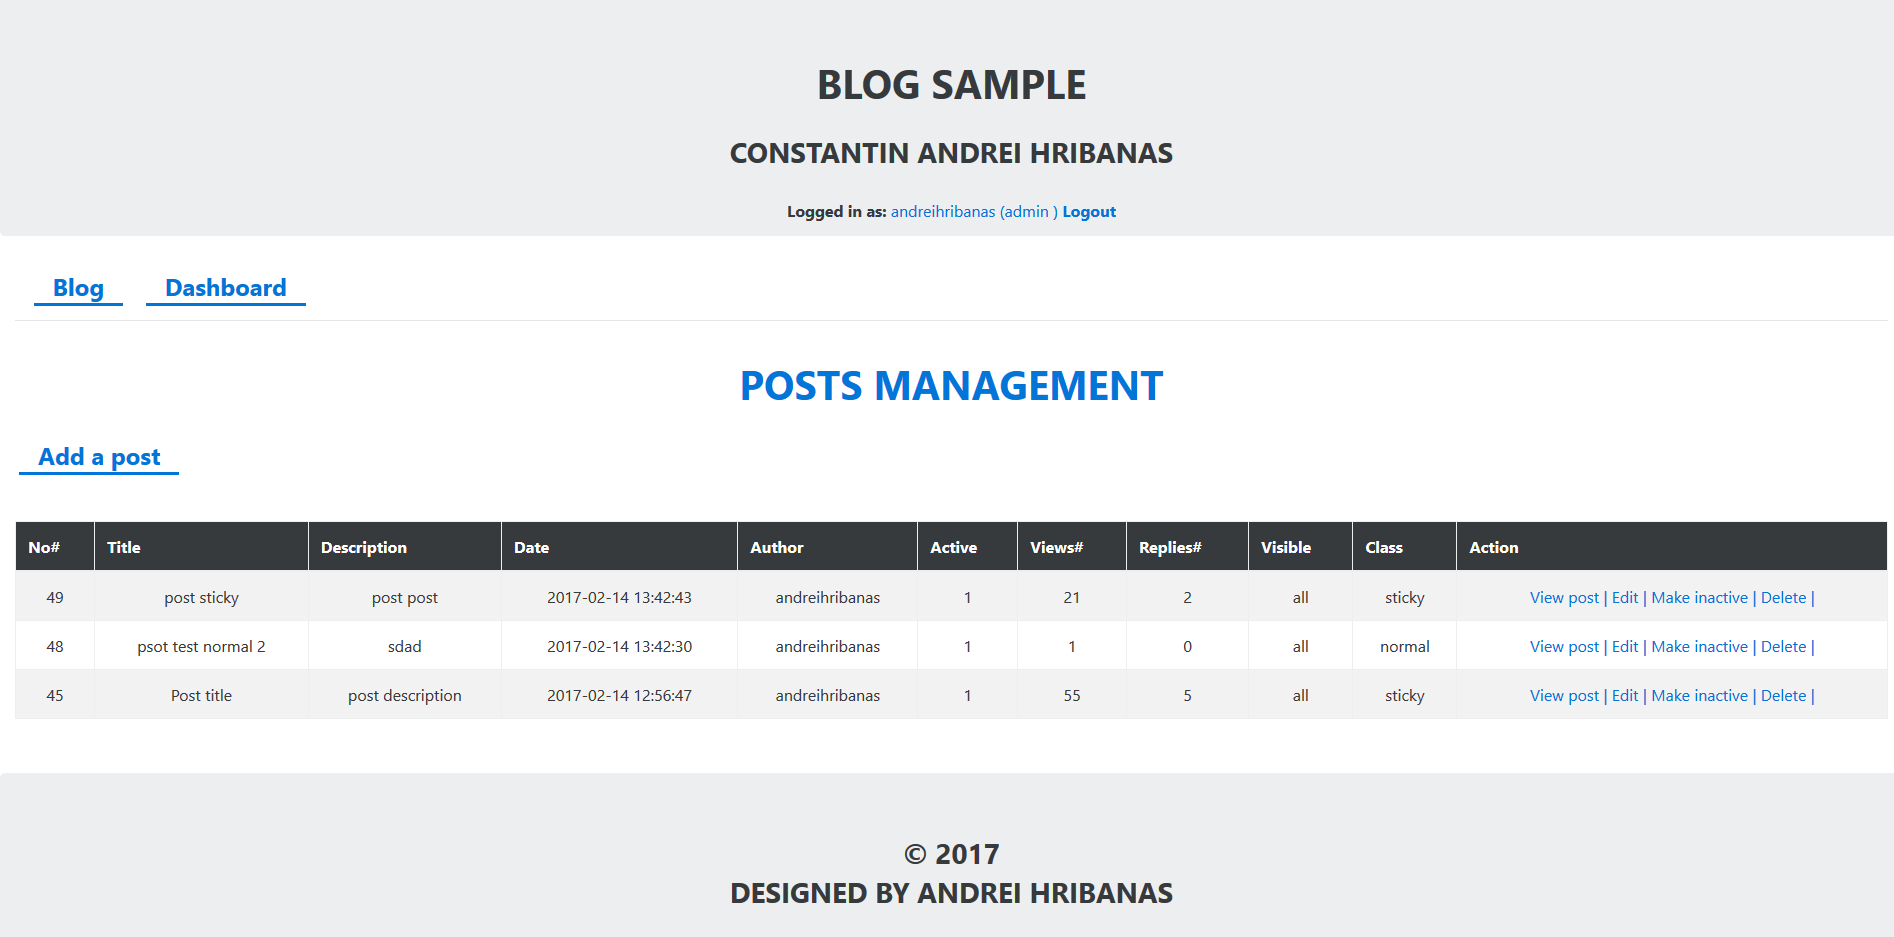 BLOG SAMPLE
CONSTANTIN ANDREI HRIBANAS
Logged in as: andreihribanas (admin ) Logout
Blog Dashboard
POSTS MANAGEMENT
Add a post
No# Title Description Date Author Active Views# Replies# Visible Class Action
49 post sticky post post 2017-02-14 13:42:43 andreihribanas 1 21 2 all sticky View post | Edit | Make inactive | Delete |
48 psot test normal 2 sdad 2017-02-14 13:42:30 andreihribanas 1 1 0 all normal View post | Edit | Make inactive | Delete |
45 Post title post description 2017-02-14 12:56:47 andreihribanas 1 55 5 all sticky View post | Edit | Make inactive | Delete |
© 2017
DESIGNED BY ANDREI HRIBANAS